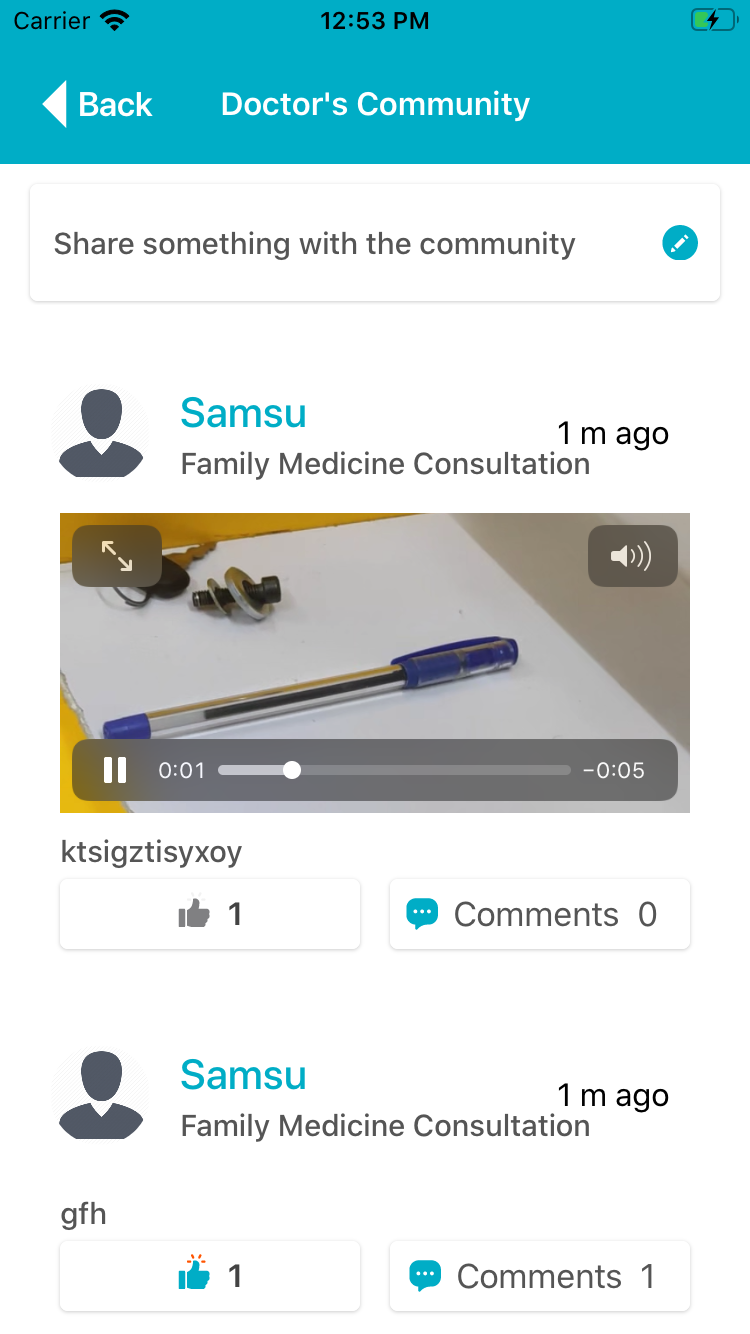 Carrier 12:53 PM
Back Doctor's Community
Share something with the community
Samsu
1 m ago
Family Medicine Consultation
0:01 −0:05
ktsigztisyxoy
1 Comments 0
Samsu
1 m ago
Family Medicine Consultation
gfh
1 Comments 1